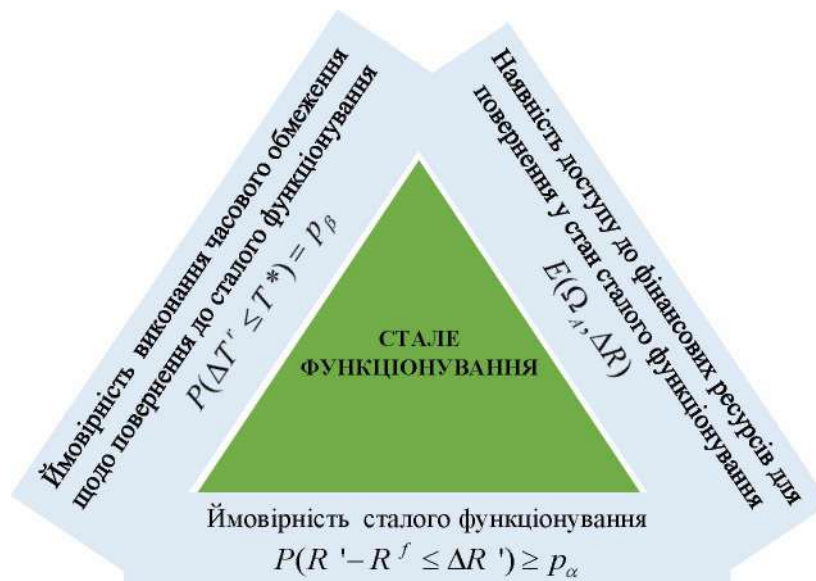 Ймовірність виконання часового обмеження
щодо повернення до сталого функціонування
P(ΔT ʳ ≤ T*) = p_β
Наявність доступу до фінансових ресурсів для
повернення у стан сталого функціонування
E(Ω_A, ΔR)
СТАЛЕ
ФУНКЦІОНУВАННЯ
Ймовірність сталого функціонування
P(R '− R ᶠ ≤ ΔR ') ≥ p_α